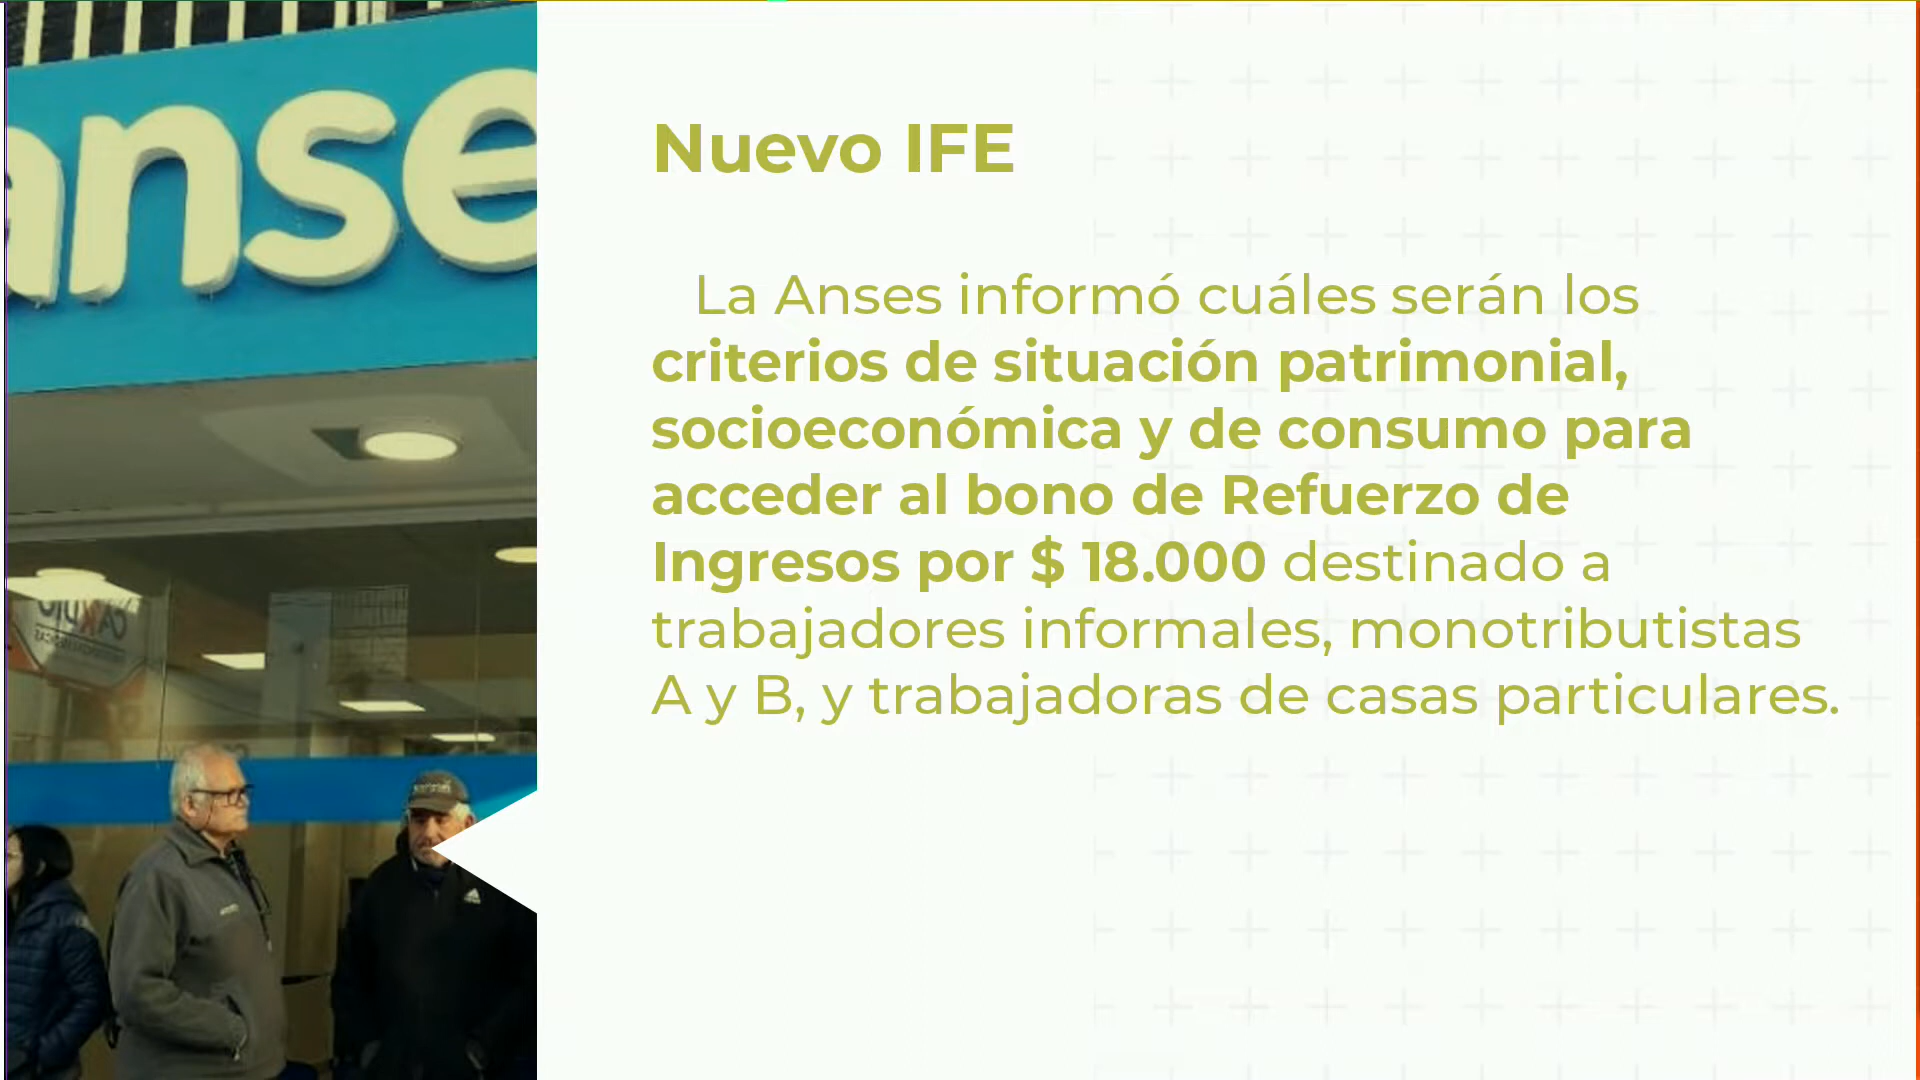 anse
Nuevo IFE
La Anses informó cuáles serán los
criterios de situación patrimonial,
socioeconómica y de consumo para
acceder al bono de Refuerzo de
Ingresos por $ 18.000 destinado a
trabajadores informales, monotributistas
A y B, y trabajadoras de casas particulares.